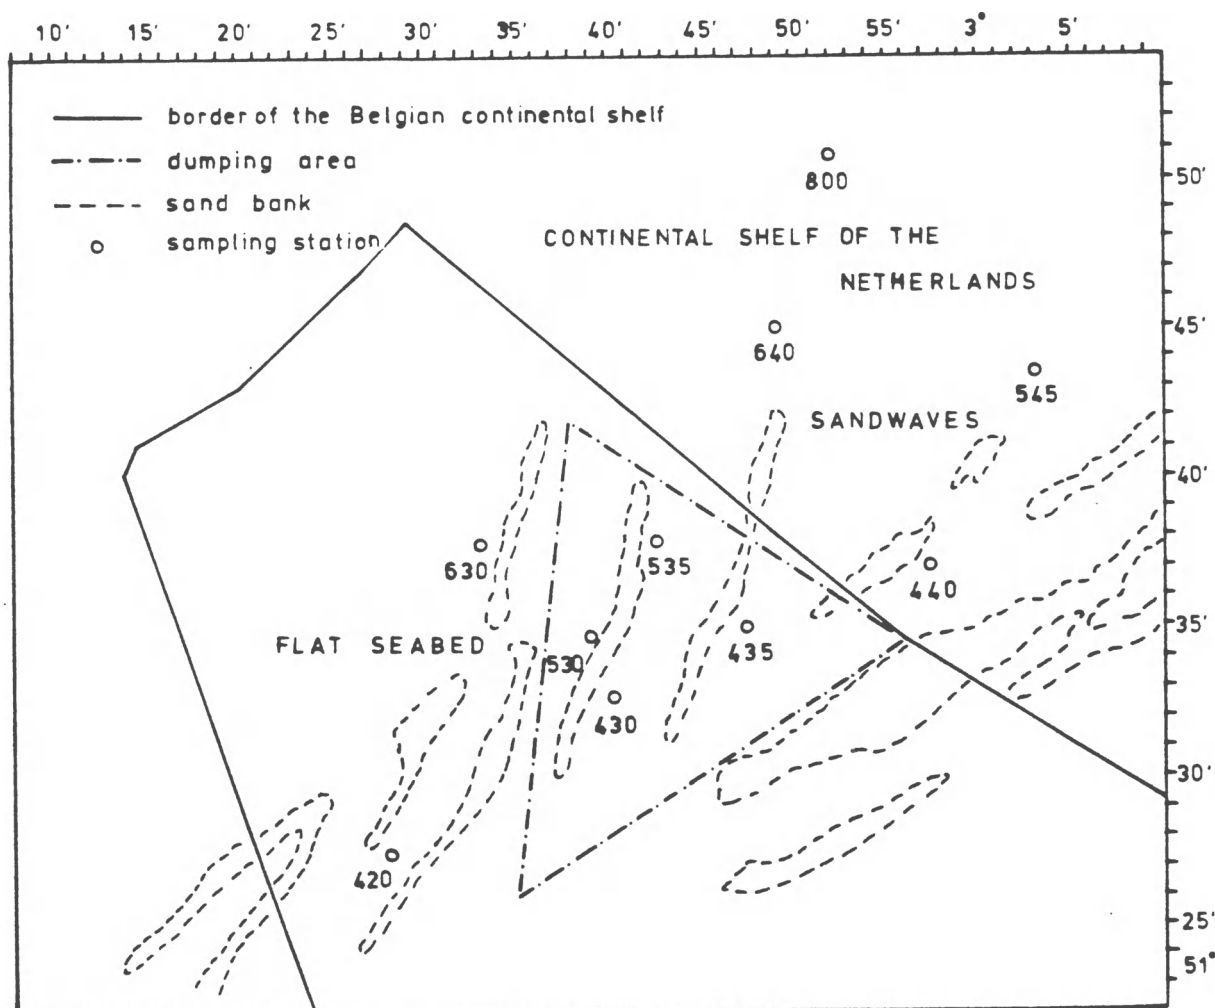 10' 15' 20' 25' 30' 35' 40' 45' 50' 55' 3° 5'
border of the Belgian continental shelf
dumping area
sand bank
sampling station
800
50'
CONTINENTAL SHELF OF THE
NETHERLANDS
640
45'
545
SANDWAVES
40'
630
535
440
FLAT SEABED
530
435
35'
430
30'
420
25'
51°